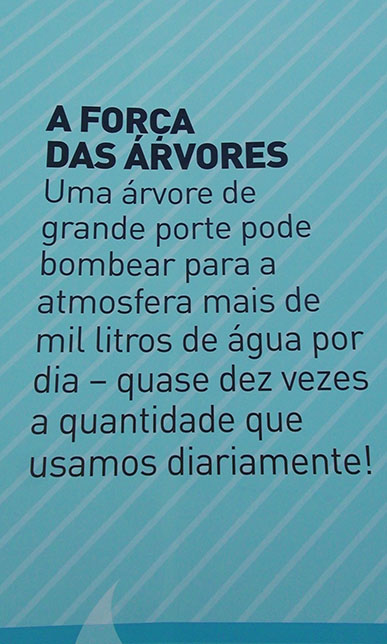 A FORÇA
DAS ÁRVORES
Uma árvore de
grande porte pode
bombear para a
atmosfera mais de
mil litros de água por
dia – quase dez vezes
a quantidade que
usamos diariamente!